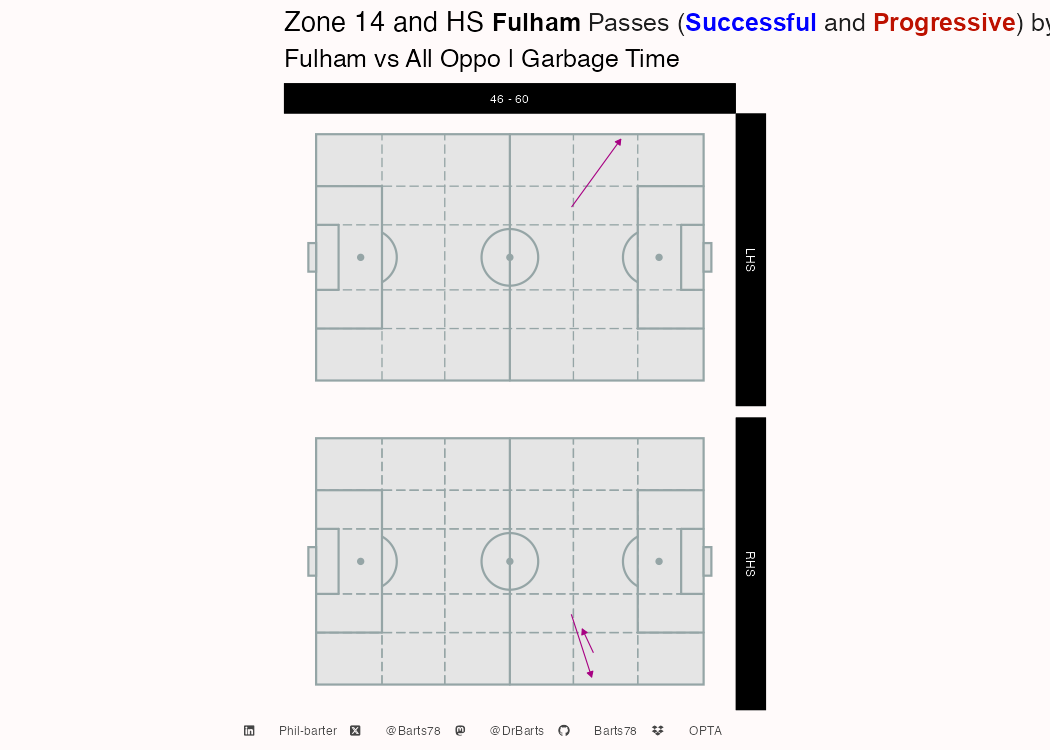 Zone 14 and HS Fulham Passes (Successful and Progressive) by
Fulham vs All Oppo | Garbage Time
46 - 60
LHS
RHS
Phil-barter @Barts78 @DrBarts Barts78 OPTA